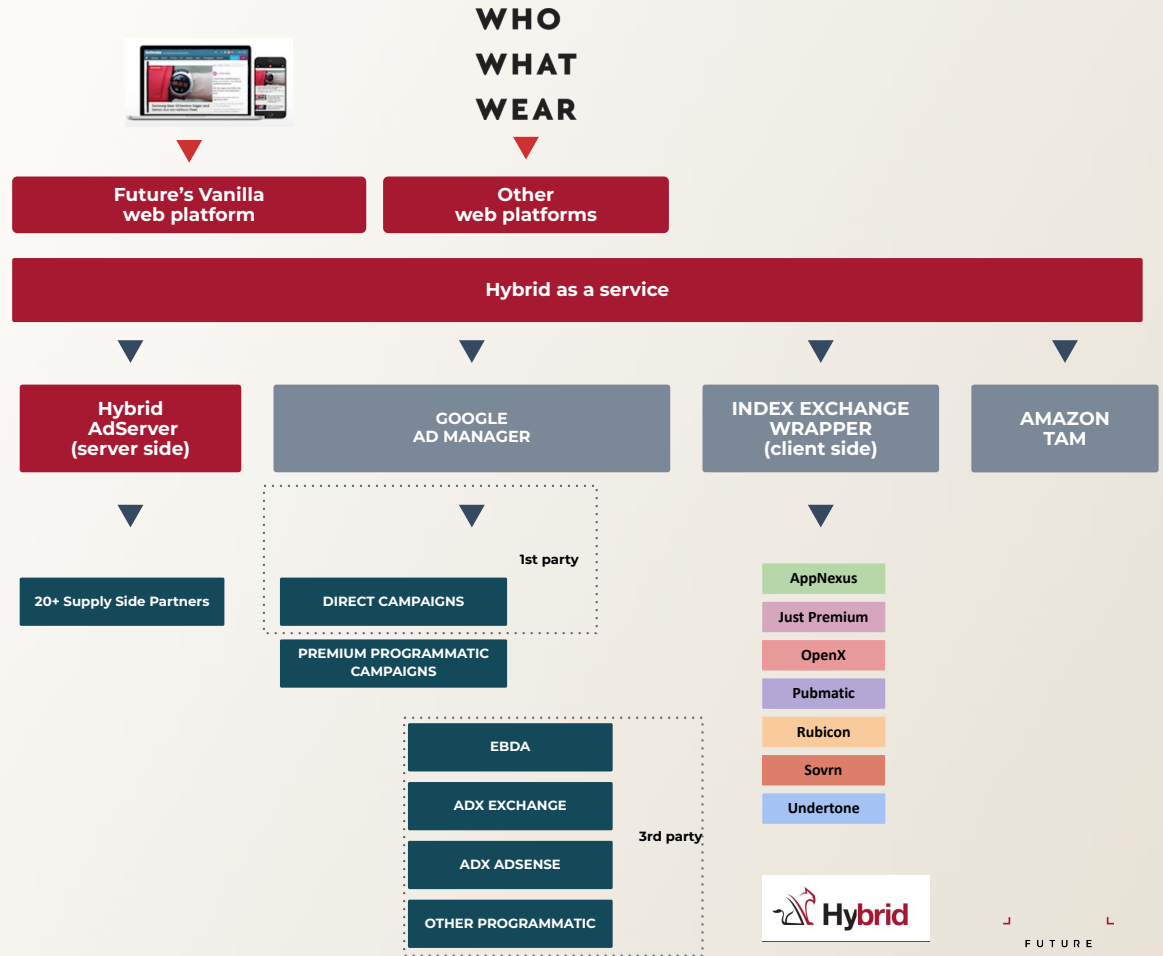 WHO
WHAT
WEAR
Future's Vanilla
web platform
Other
web platforms
Hybrid as a service
Hybrid
AdServer
(server side)
GOOGLE
AD MANAGER
INDEX EXCHANGE
WRAPPER
(client side)
AMAZON
TAM
1st party
20+ Supply Side Partners
DIRECT CAMPAIGNS
PREMIUM PROGRAMMATIC
CAMPAIGNS
EBDA
ADX EXCHANGE
3rd party
ADX ADSENSE
OTHER PROGRAMMATIC
AppNexus
Just Premium
OpenX
Pubmatic
Rubicon
Sovrn
Undertone
Hybrid
FUTURE